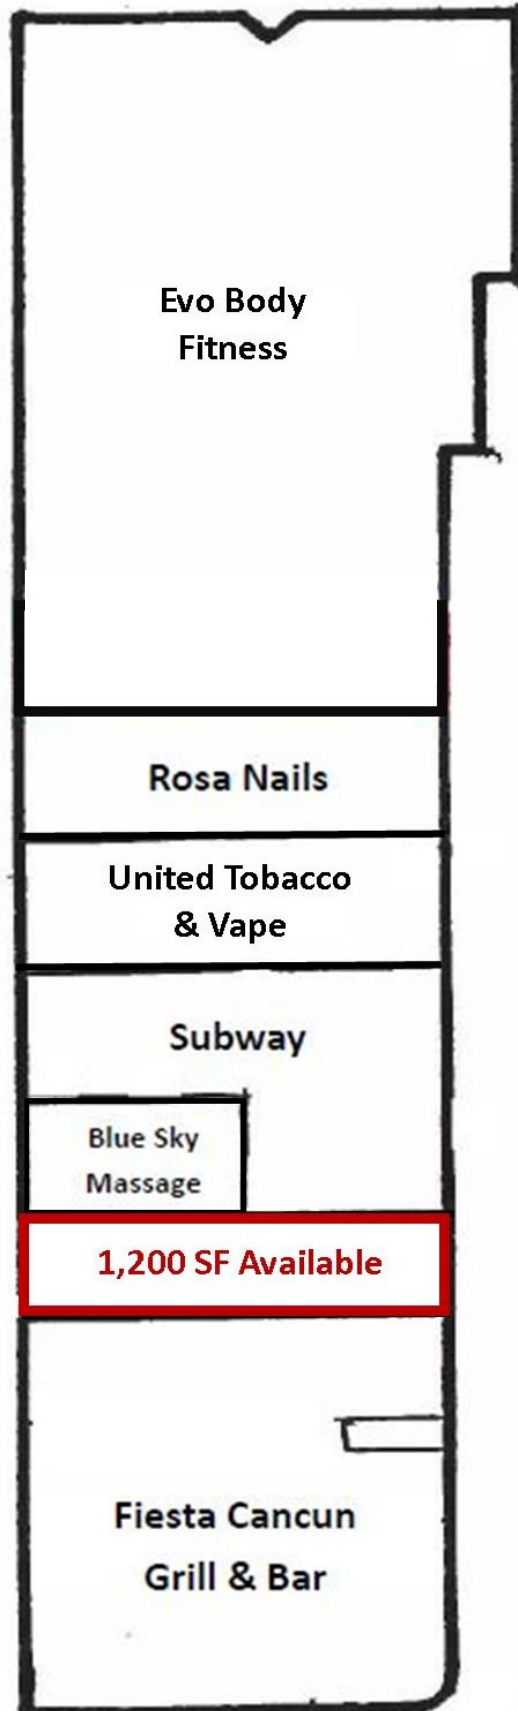 Evo Body
Fitness
Rosa Nails
United Tobacco
& Vape
Subway
Blue Sky
Massage
1,200 SF Available
Fiesta Cancun
Grill & Bar